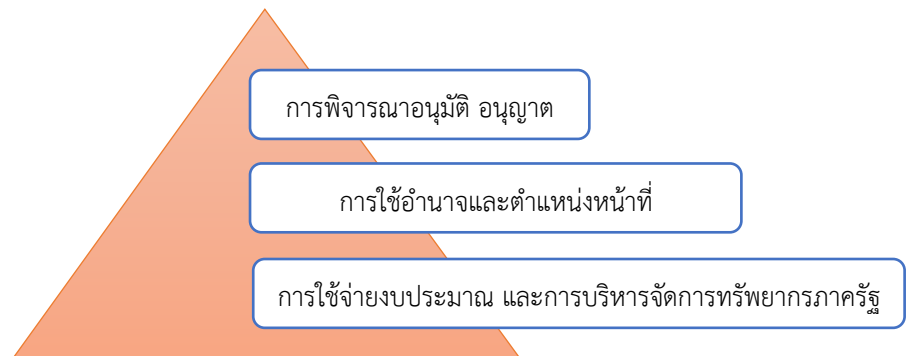 การพิจารณาอนุมัติ อนุญาต
การใช้อำนาจและตำแหน่งหน้าที่
การใช้จ่ายงบประมาณ และการบริหารจัดการทรัพยากรภาครัฐ